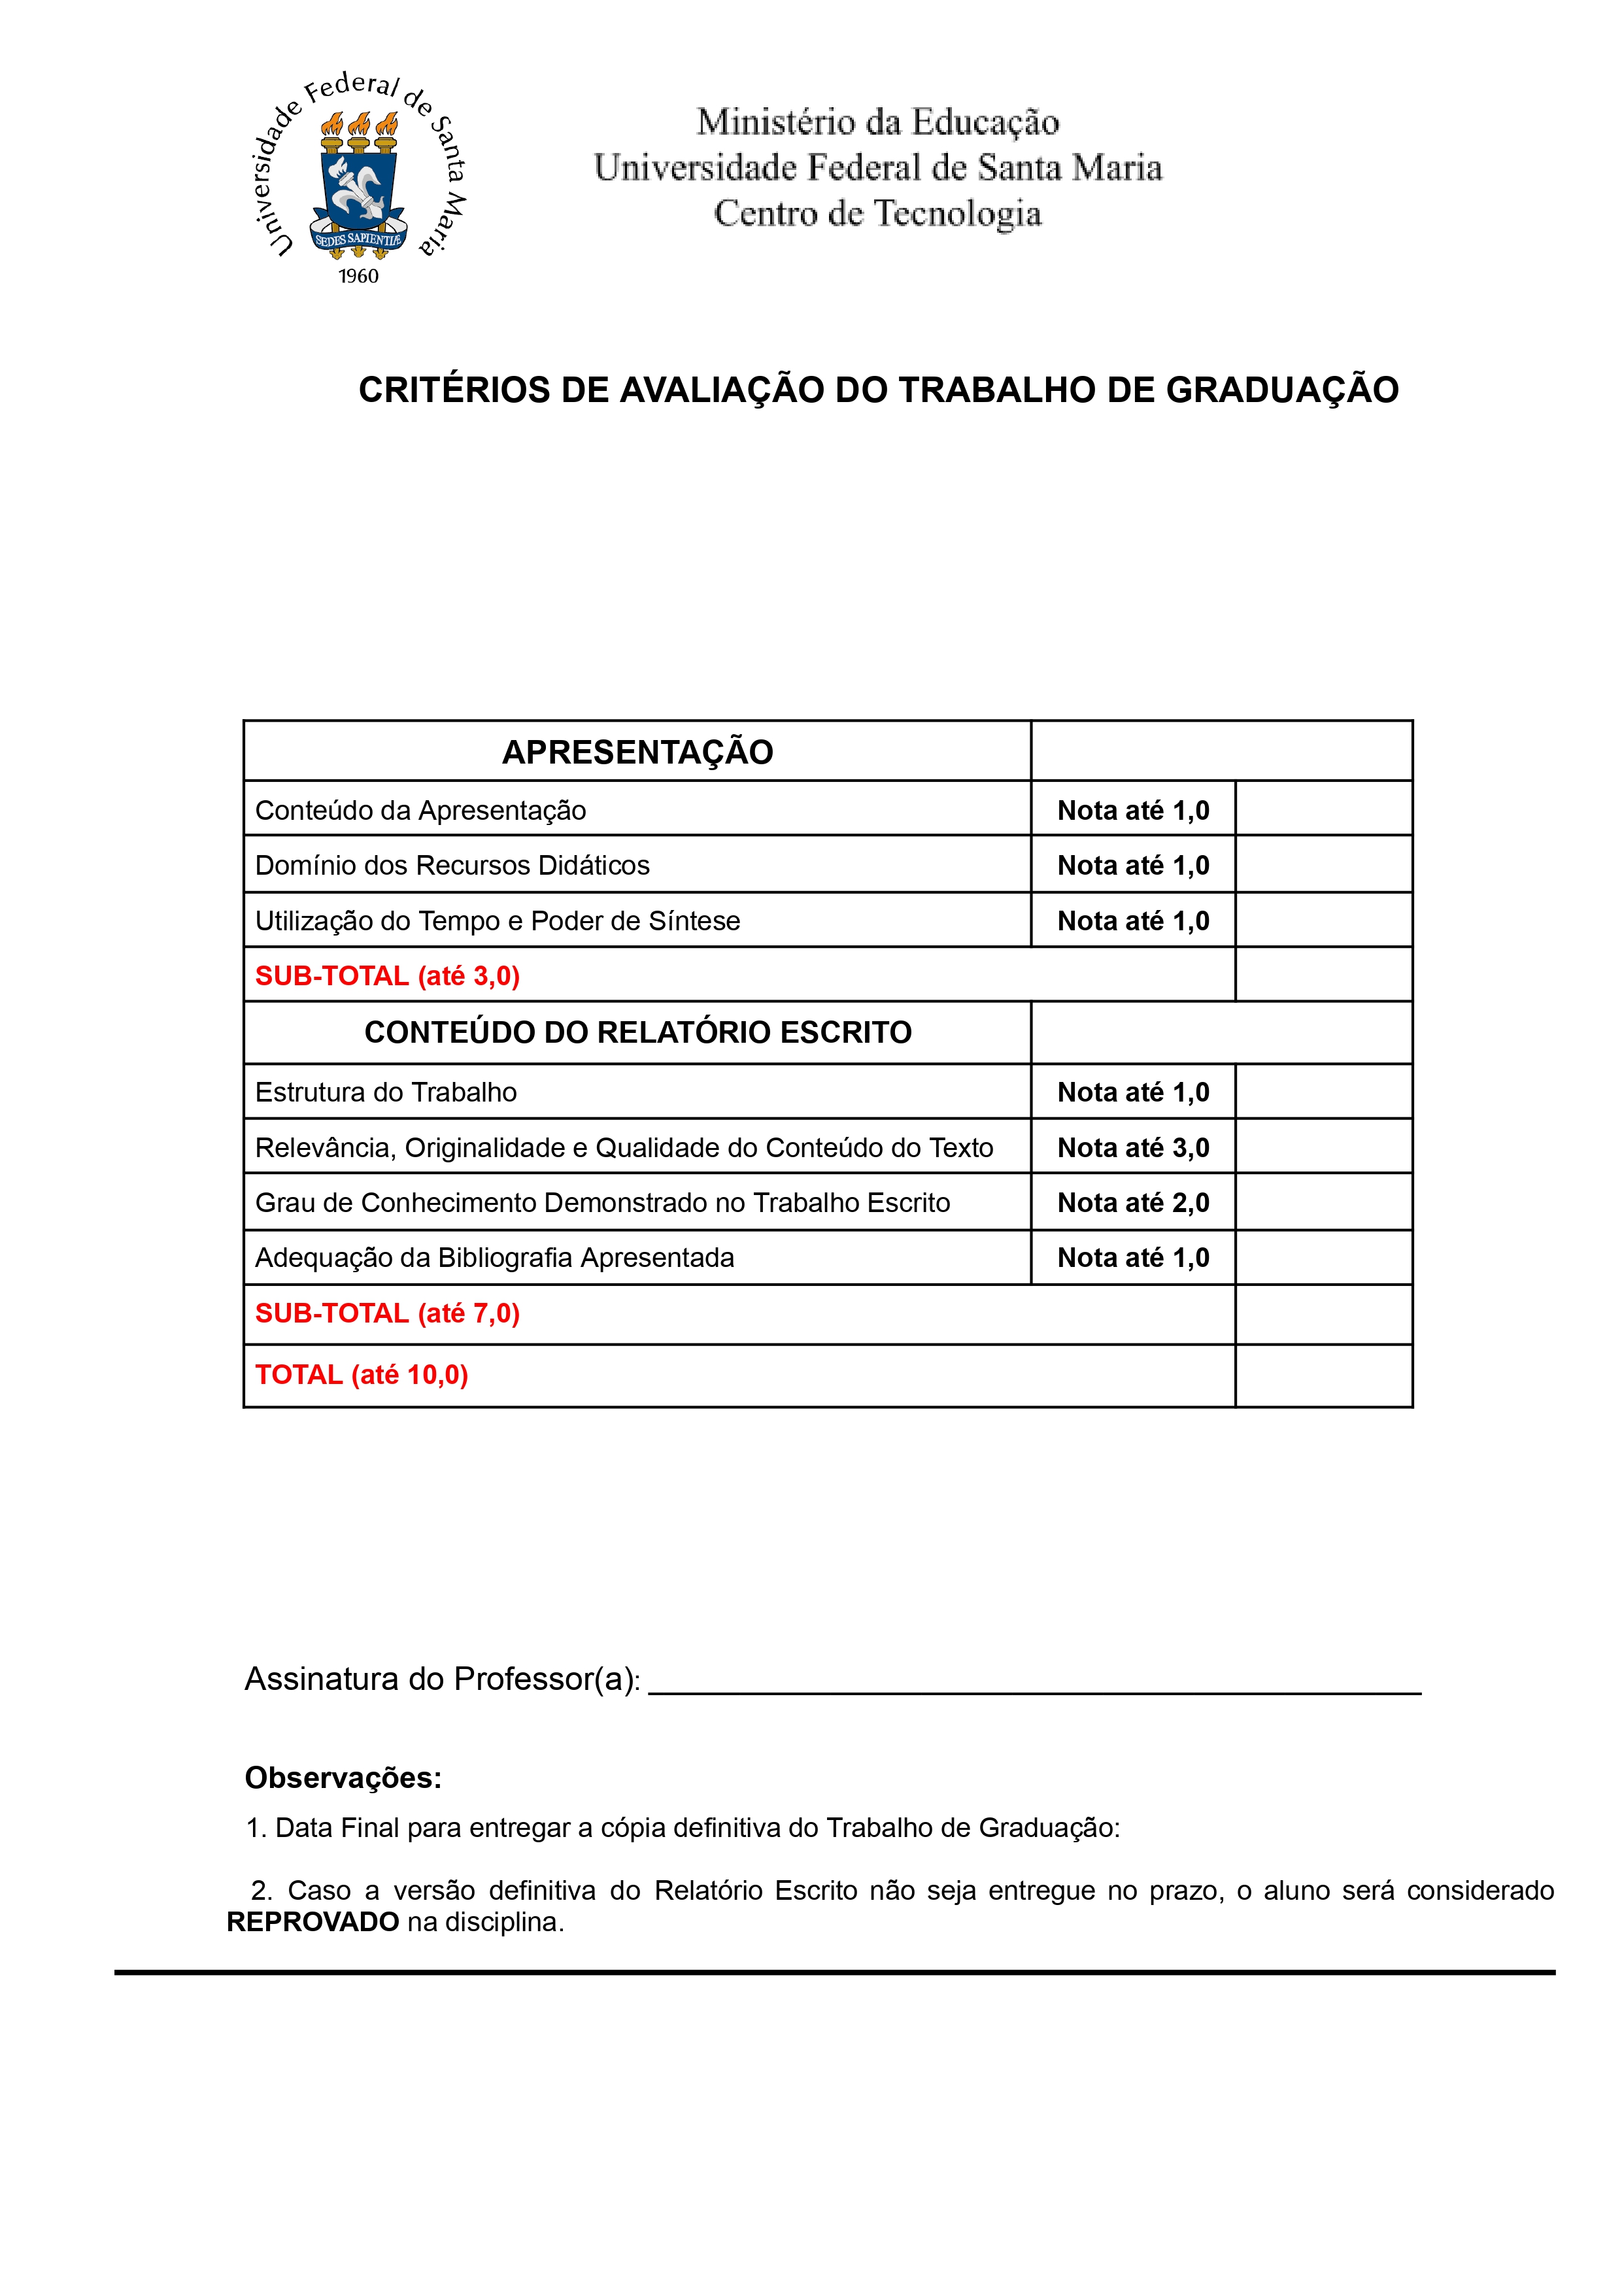 Universidade Federal de Santa Maria
SEDES SAPIENTIÆ
1960
Ministério da Educação
Universidade Federal de Santa Maria
Centro de Tecnologia
CRITÉRIOS DE AVALIAÇÃO DO TRABALHO DE GRADUAÇÃO
APRESENTAÇÃO
Conteúdo da Apresentação Nota até 1,0
Domínio dos Recursos Didáticos Nota até 1,0
Utilização do Tempo e Poder de Síntese Nota até 1,0
SUB-TOTAL (até 3,0)
CONTEÚDO DO RELATÓRIO ESCRITO
Estrutura do Trabalho Nota até 1,0
Relevância, Originalidade e Qualidade do Conteúdo do Texto Nota até 3,0
Grau de Conhecimento Demonstrado no Trabalho Escrito Nota até 2,0
Adequação da Bibliografia Apresentada Nota até 1,0
SUB-TOTAL (até 7,0)
TOTAL (até 10,0)
Assinatura do Professor(a):
Observações:
1. Data Final para entregar a cópia definitiva do Trabalho de Graduação:
2. Caso a versão definitiva do Relatório Escrito não seja entregue no prazo, o aluno será considerado
REPROVADO na disciplina.